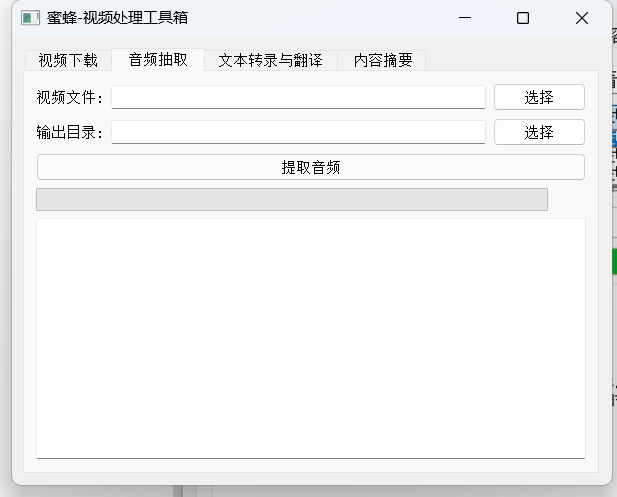 蜜蜂-视频处理工具箱
视频下载 音频抽取 文本转录与翻译 内容摘要
视频文件： 选择
输出目录： 选择
提取音频